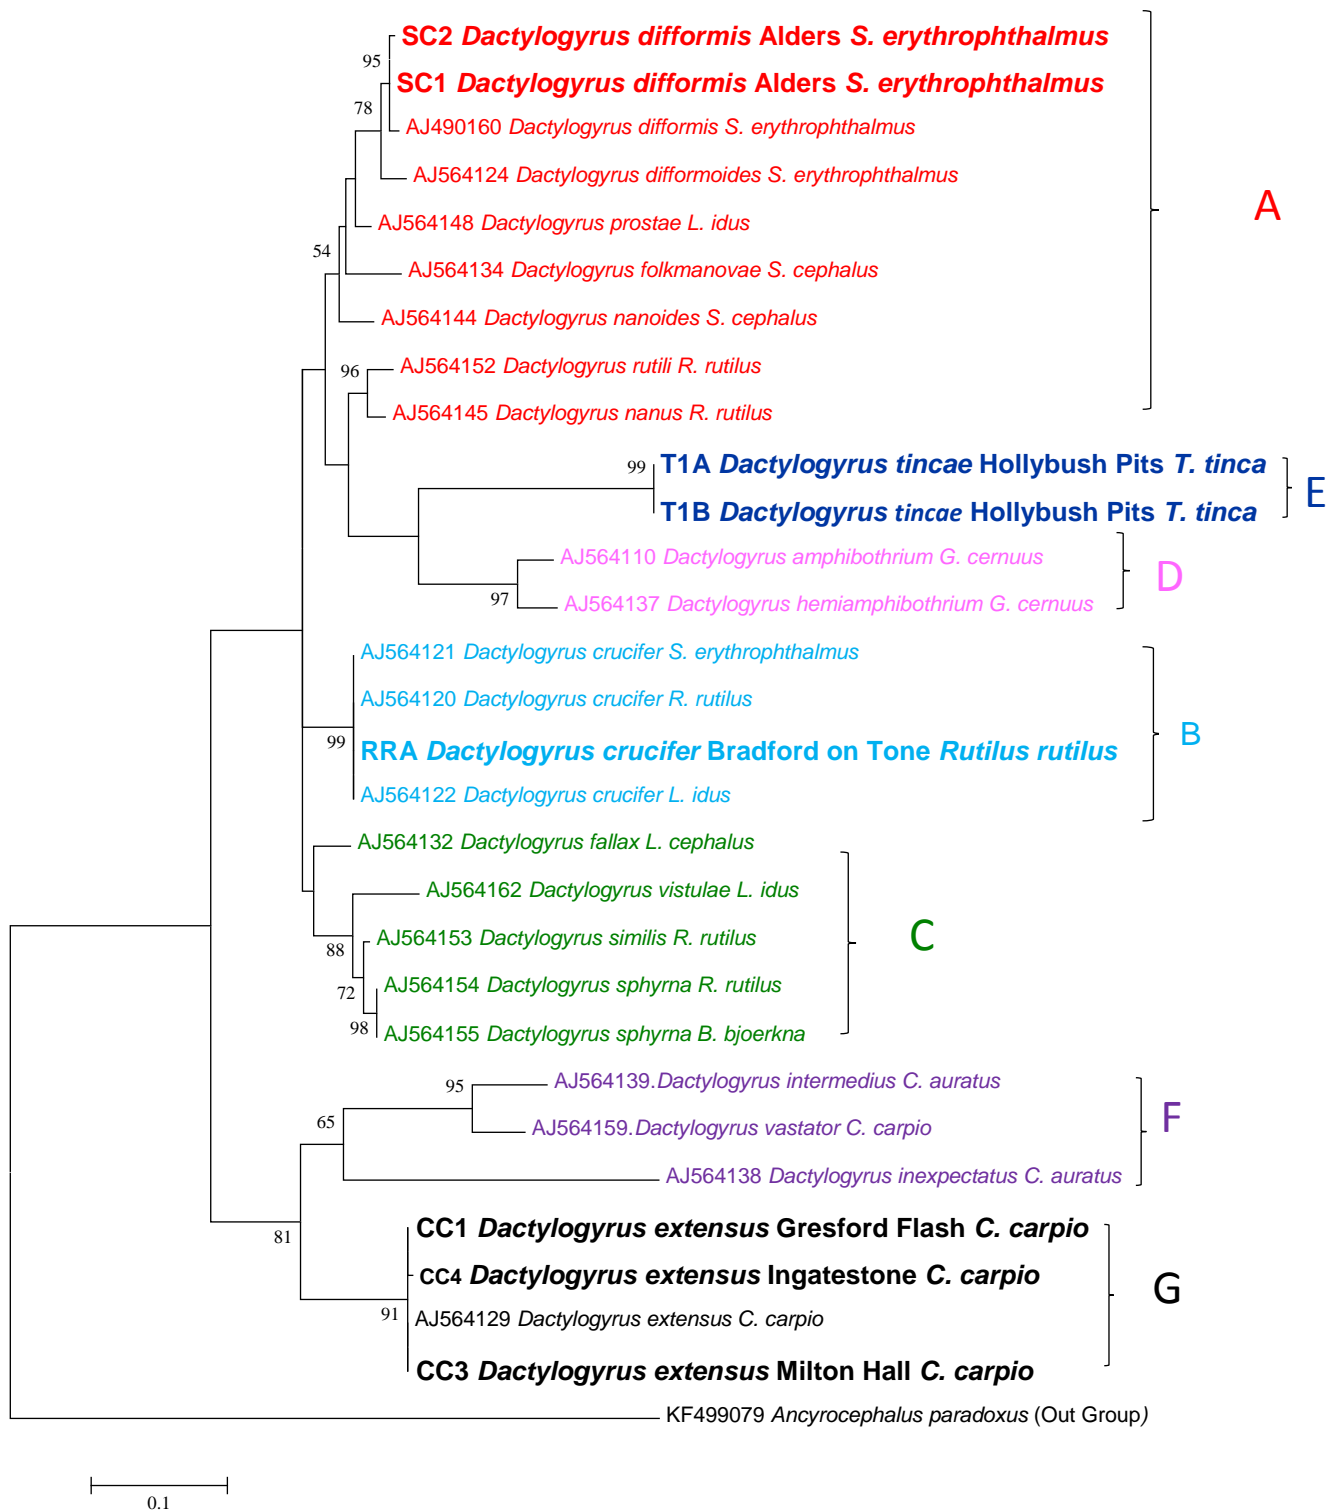 SC2 Dactylogyrus difformis Alders S. erythrophthalmus
95
SC1 Dactylogyrus difformis Alders S. erythrophthalmus
78
AJ490160 Dactylogyrus difformis S. erythrophthalmus
AJ564124 Dactylogyrus difformoides S. erythrophthalmus
A
AJ564148 Dactylogyrus prostae L. idus
54
AJ564134 Dactylogyrus folkmanovae S. cephalus
AJ564144 Dactylogyrus nanoides S. cephalus
AJ564152 Dactylogyrus rutili R. rutilus
96
AJ564145 Dactylogyrus nanus R. rutilus
T1A Dactylogyrus tincae Hollybush Pits T. tinca
99
E
T1B Dactylogyrus tincae Hollybush Pits T. tinca
AJ564110 Dactylogyrus amphibothrium G. cernuus
D
97
AJ564137 Dactylogyrus hemiamphibothrium G. cernuus
AJ564121 Dactylogyrus crucifer S. erythrophthalmus
AJ564120 Dactylogyrus crucifer R. rutilus
B
99
RRA Dactylogyrus crucifer Bradford on Tone Rutilus rutilus
AJ564122 Dactylogyrus crucifer L. idus
AJ564132 Dactylogyrus fallax L. cephalus
AJ564162 Dactylogyrus vistulae L. idus
C
88
AJ564153 Dactylogyrus similis R. rutilus
72
AJ564154 Dactylogyrus sphyrna R. rutilus
98
AJ564155 Dactylogyrus sphyrna B. bjoerkna
95
AJ564139.Dactylogyrus intermedius C. auratus
F
65
AJ564159.Dactylogyrus vastator C. carpio
AJ564138 Dactylogyrus inexpectatus C. auratus
81
CC1 Dactylogyrus extensus Gresford Flash C. carpio
CC4 Dactylogyrus extensus Ingatestone C. carpio
G
91
AJ564129 Dactylogyrus extensus C. carpio
CC3 Dactylogyrus extensus Milton Hall C. carpio
KF499079 Ancyrocephalus paradoxus (Out Group)
0.1